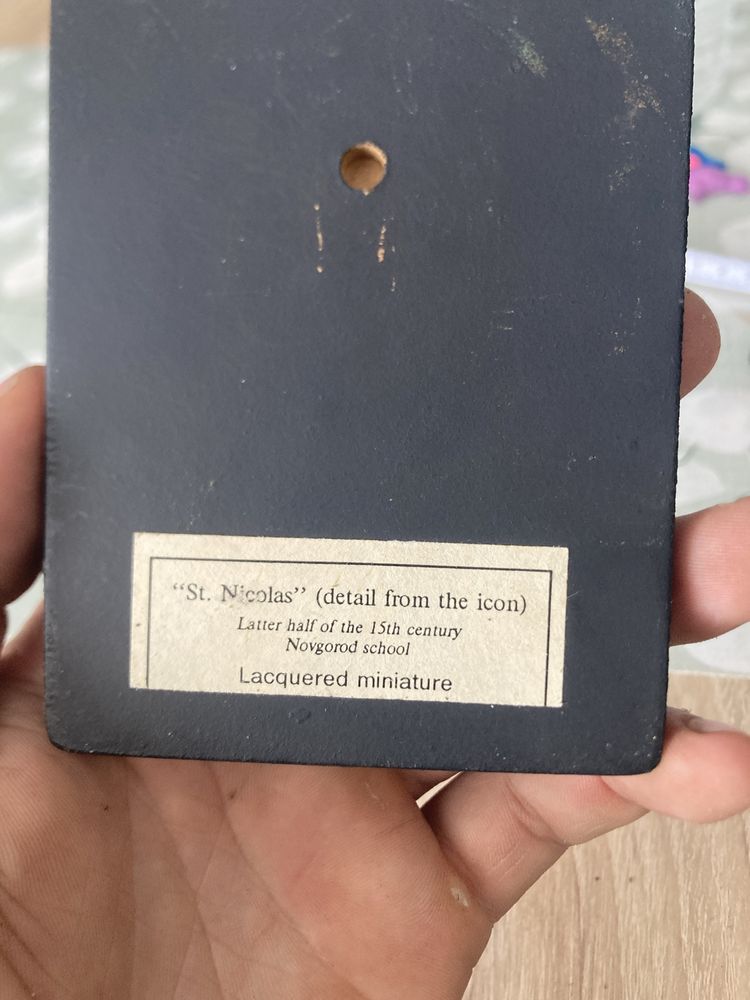 “St. Nicolas” (detail from the icon)
Latter half of the 15th century
Novgorod school
Lacquered miniature